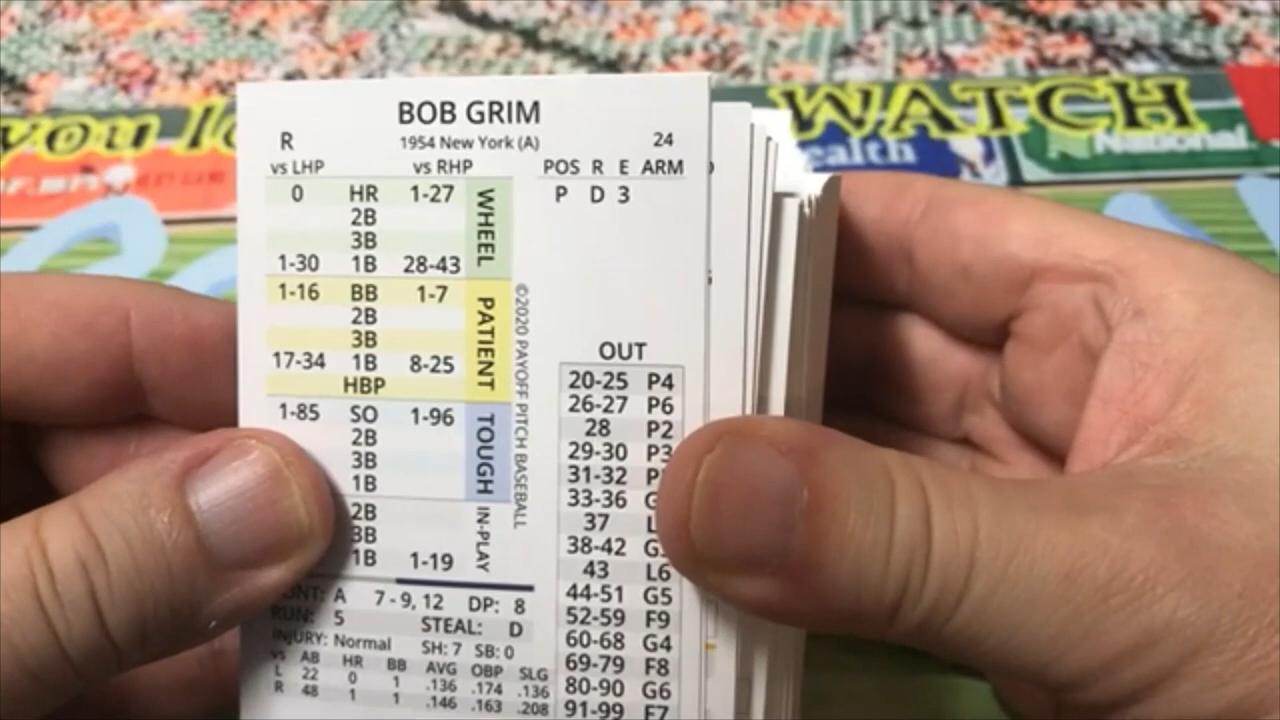 you
WATCH
ealth
National
BOB GRIM
R 1954 New York (A) 24
vs LHP vs RHP POS R E ARM
0 HR 1-27 P D 3
2B
3B
1-30 1B 28-43
WHEEL
1-16 BB 1-7
2B
3B
17-34 1B 8-25
HBP
PATIENT
1-85 SO 1-96
2B
3B
1B
TOUGH
2B
3B
1B 1-19
IN-PLAY
©2020 PAYOFF PITCH BASEBALL
A 7 - 9, 12 DP: 8
RUN: 5 STEAL: D
INJURY: Normal SH: 7 SB: 0
vs AB HR BB AVG OBP SLG
L 22 0 1 .136 .174 .136
R 48 1 1 .146 .163 .208
OUT
20-25 P4
26-27 P6
28 P2
29-30 P3
31-32
33-36
37
38-42
43 L6
44-51 G5
52-59 F9
60-68 G4
69-79 F8
80-90 G6
91-99 F7